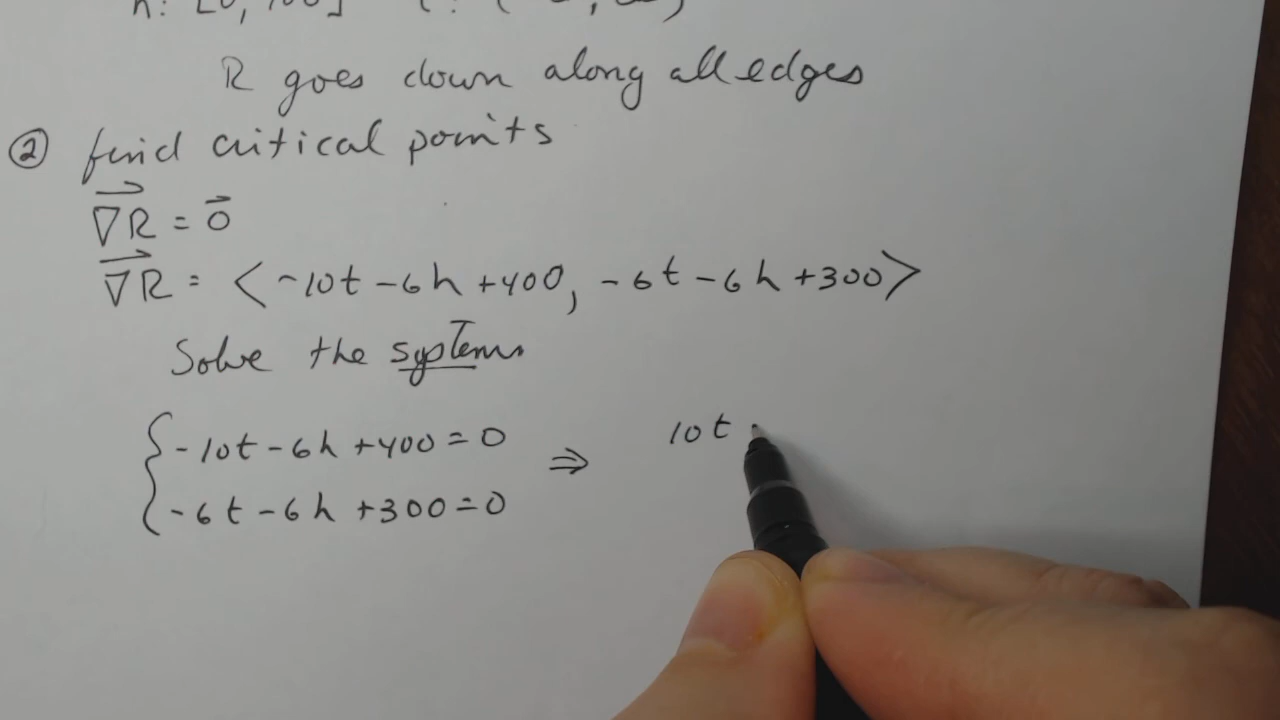 R goes down along all edges
② find critical points
∇R = 0
∇R = < -10t - 6h + 400, -6t - 6h + 300 >
Solve the system
-10t - 6h + 400 = 0 ⇒ 10t
-6t - 6h + 300 = 0